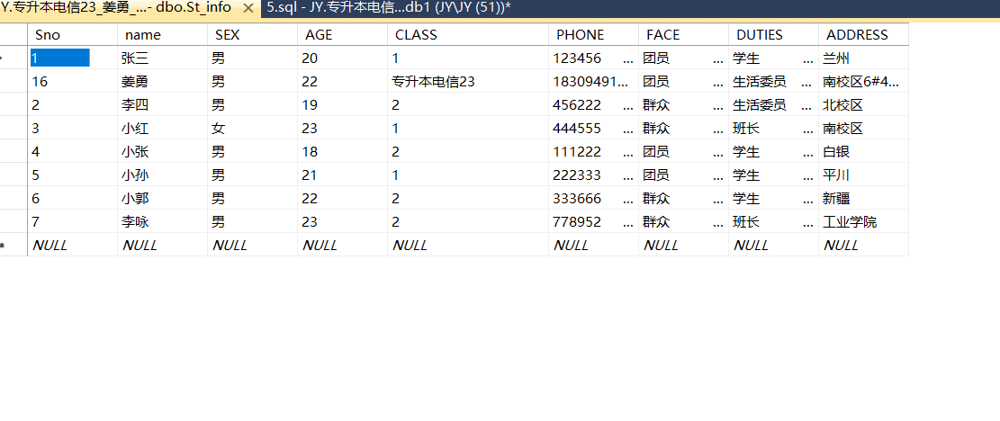 Y.专升本电信23_姜勇_...- dbo.St_info 5.sql - JY.专升本电信...db1 (JY\JY (51))*
Sno name SEX AGE CLASS PHONE FACE DUTIES ADDRESS
1 张三 男 20 1 123456 ... 团员 ... 学生 ... 兰州
16 姜勇 男 22 专升本电信23 18309491... 团员 ... 生活委员 ... 南校区6#4...
2 李四 男 19 2 456222 ... 群众 ... 生活委员 ... 北校区
3 小红 女 23 1 444555 ... 群众 ... 班长 ... 南校区
4 小张 男 18 2 111222 ... 团员 ... 学生 ... 白银
5 小孙 男 21 1 222333 ... 团员 ... 学生 ... 平川
6 小郭 男 22 2 333666 ... 群众 ... 学生 ... 新疆
7 李咏 男 23 2 778952 ... 群众 ... 班长 ... 工业学院
NULL NULL NULL NULL NULL NULL NULL NULL NULL